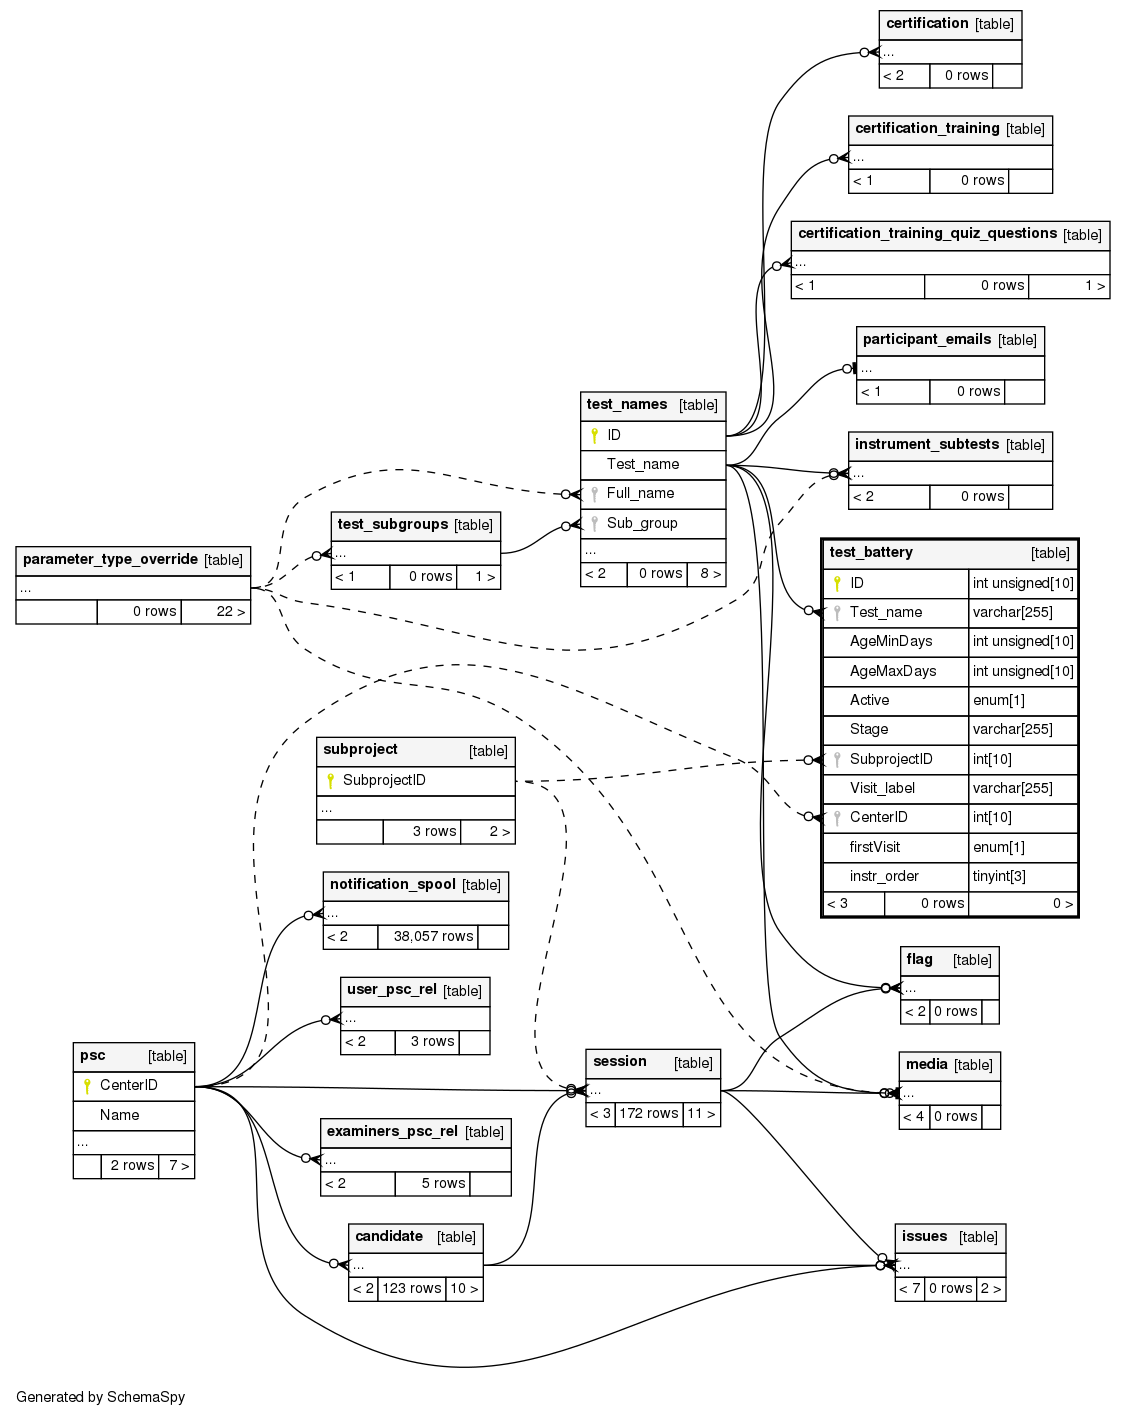 certification [table]
...
< 2 0 rows
certification_training [table]
...
< 1 0 rows
certification_training_quiz_questions [table]
...
< 1 0 rows 1 >
participant_emails [table]
...
< 1 0 rows
test_names [table]
ID
Test_name
Full_name
Sub_group
...
< 2 0 rows 8 >
instrument_subtests [table]
...
< 2 0 rows
test_subgroups [table]
...
< 1 0 rows 1 >
parameter_type_override [table]
...
0 rows 22 >
test_battery [table]
ID int unsigned[10]
Test_name varchar[255]
AgeMinDays int unsigned[10]
AgeMaxDays int unsigned[10]
Active enum[1]
Stage varchar[255]
SubprojectID int[10]
Visit_label varchar[255]
CenterID int[10]
firstVisit enum[1]
instr_order tinyint[3]
< 3 0 rows 0 >
subproject [table]
SubprojectID
...
3 rows 2 >
notification_spool [table]
...
< 2 38,057 rows
flag [table]
...
< 2 0 rows
user_psc_rel [table]
...
< 2 3 rows
psc [table]
CenterID
Name
...
2 rows 7 >
session [table]
...
< 3 172 rows 11 >
media [table]
...
< 4 0 rows
examiners_psc_rel [table]
...
< 2 5 rows
candidate [table]
...
< 2 123 rows 10 >
issues [table]
...
< 7 0 rows 2 >
Generated by SchemaSpy